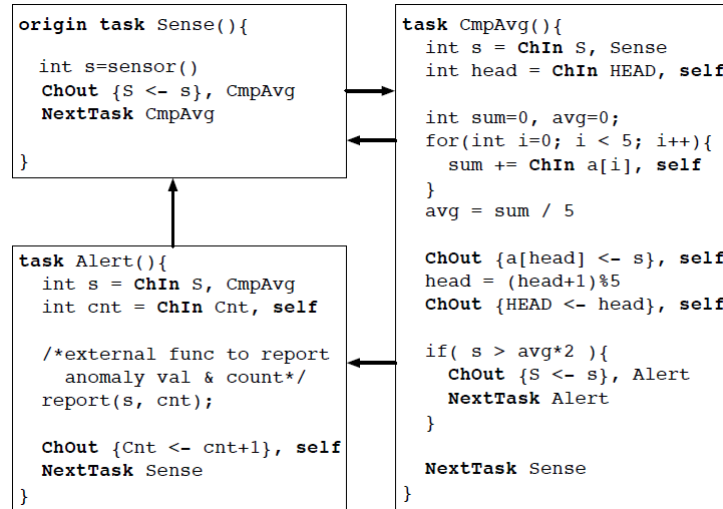 origin task Sense(){
int s=sensor()
ChOut {S <- s}, CmpAvg
NextTask CmpAvg
}
task Alert(){
int s = ChIn S, CmpAvg
int cnt = ChIn Cnt, self
/*external func to report
anomaly val & count*/
report(s, cnt);
ChOut {Cnt <- cnt+1}, self
NextTask Sense
}
task CmpAvg(){
int s = ChIn S, Sense
int head = ChIn HEAD, self
int sum=0, avg=0;
for(int i=0; i < 5; i++){
sum += ChIn a[i], self
}
avg = sum / 5
ChOut {a[head] <- s}, self
head = (head+1)%5
ChOut {HEAD <- head}, self
if( s > avg*2 ){
ChOut {S <- s}, Alert
NextTask Alert
}
NextTask Sense
}